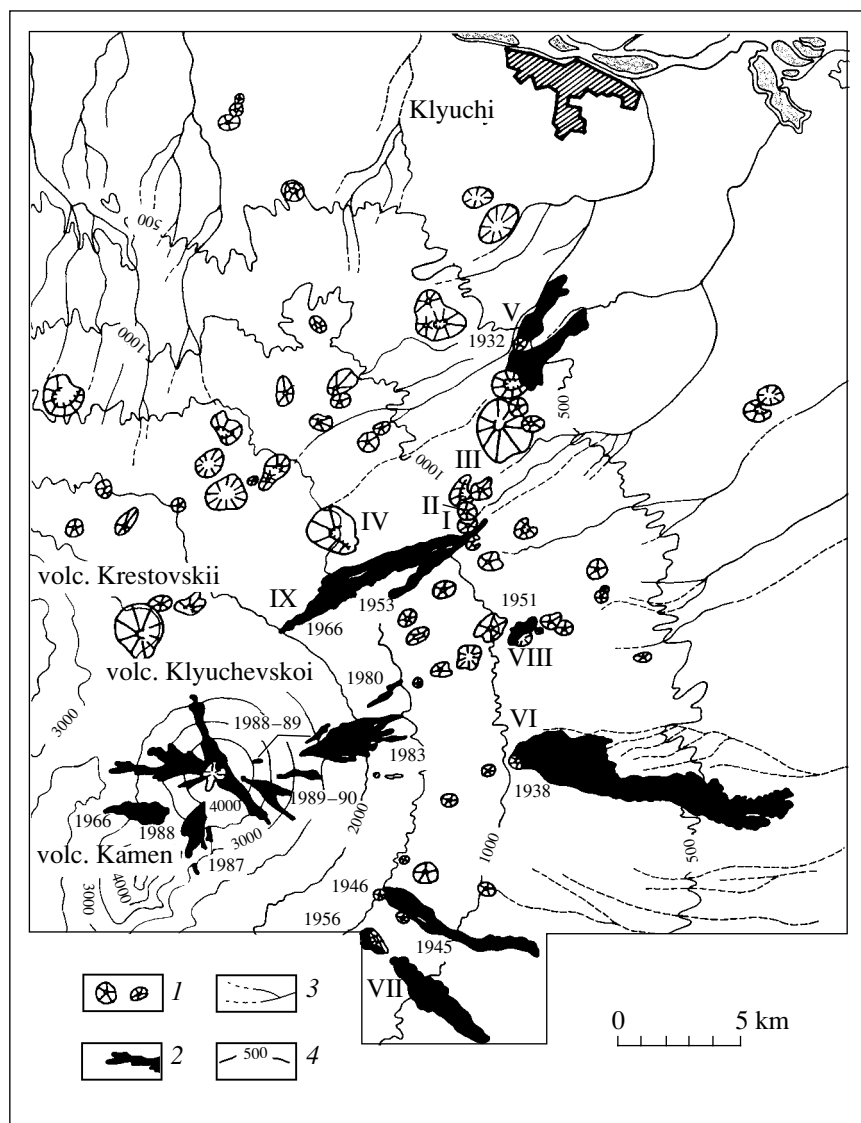 Klyuchi
500
V
1932
1000
500
1000
III
II
I
IV
volc. Krestovskii
1951
1953
IX
1966
VIII
volc. Klyuchevskoi
1980
VI
3000
1988–89
1983
1989–90
1938
4000
2000
1966
1988
3000
volc. Kamen
1987
1000
500
3000
4000
1946
1956
1945
VII
1
3
0
5 km
2
500
4